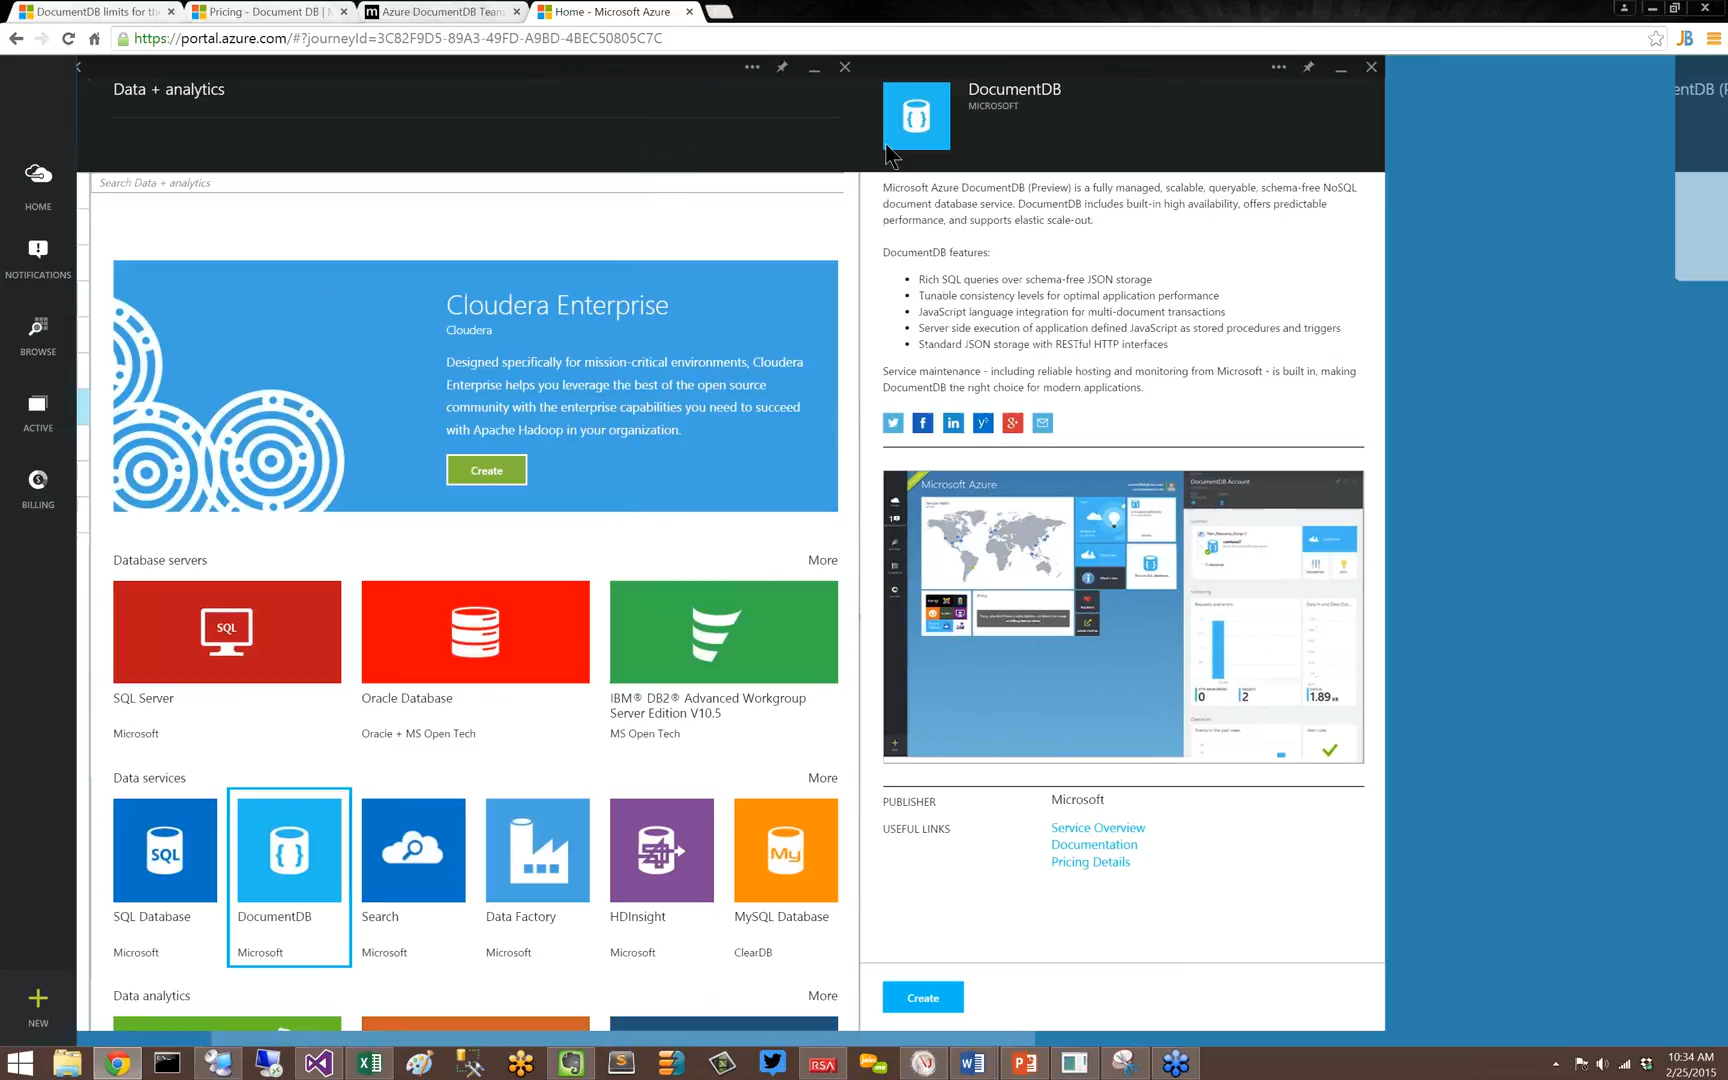 DocumentDB limits for th
Pricing - Document DB | M
Azure DocumentDB Team
Home - Microsoft Azure
https://portal.azure.com/#?journeyId=3C82F9D5-89A3-49FD-A9BD-4BEC50805C7C
HOME
NOTIFICATIONS
BROWSE
ACTIVE
BILLING
NEW
Data + analytics
Search Data + analytics
Cloudera Enterprise
Cloudera
Designed specifically for mission-critical environments, Cloudera
Enterprise helps you leverage the best of the open source
community with the enterprise capabilities you need to succeed
with Apache Hadoop in your organization.
Create
Database servers
More
SQL
SQL Server
Microsoft
Oracle Database
Oracle + MS Open Tech
IBM® DB2® Advanced Workgroup
Server Edition V10.5
MS Open Tech
Data services
More
SQL
SQL Database
Microsoft
DocumentDB
Microsoft
Search
Microsoft
Data Factory
Microsoft
HDInsight
Microsoft
My
MySQL Database
ClearDB
Data analytics
More
DocumentDB
MICROSOFT
Microsoft Azure DocumentDB (Preview) is a fully managed, scalable, queryable, schema-free NoSQL
document database service. DocumentDB includes built-in high availability, offers predictable
performance, and supports elastic scale-out.
DocumentDB features:
Rich SQL queries over schema-free JSON storage
Tunable consistency levels for optimal application performance
JavaScript language integration for multi-document transactions
Server side execution of application defined JavaScript as stored procedures and triggers
Standard JSON storage with RESTful HTTP interfaces
Service maintenance - including reliable hosting and monitoring from Microsoft - is built in, making
DocumentDB the right choice for modern applications.
Microsoft Azure
DocumentDB Account
0
2
1.89 KB
PUBLISHER
Microsoft
USEFUL LINKS
Service Overview
Documentation
Pricing Details
Create
entDB (P
JB
RSA
10:34 AM
2/25/2015